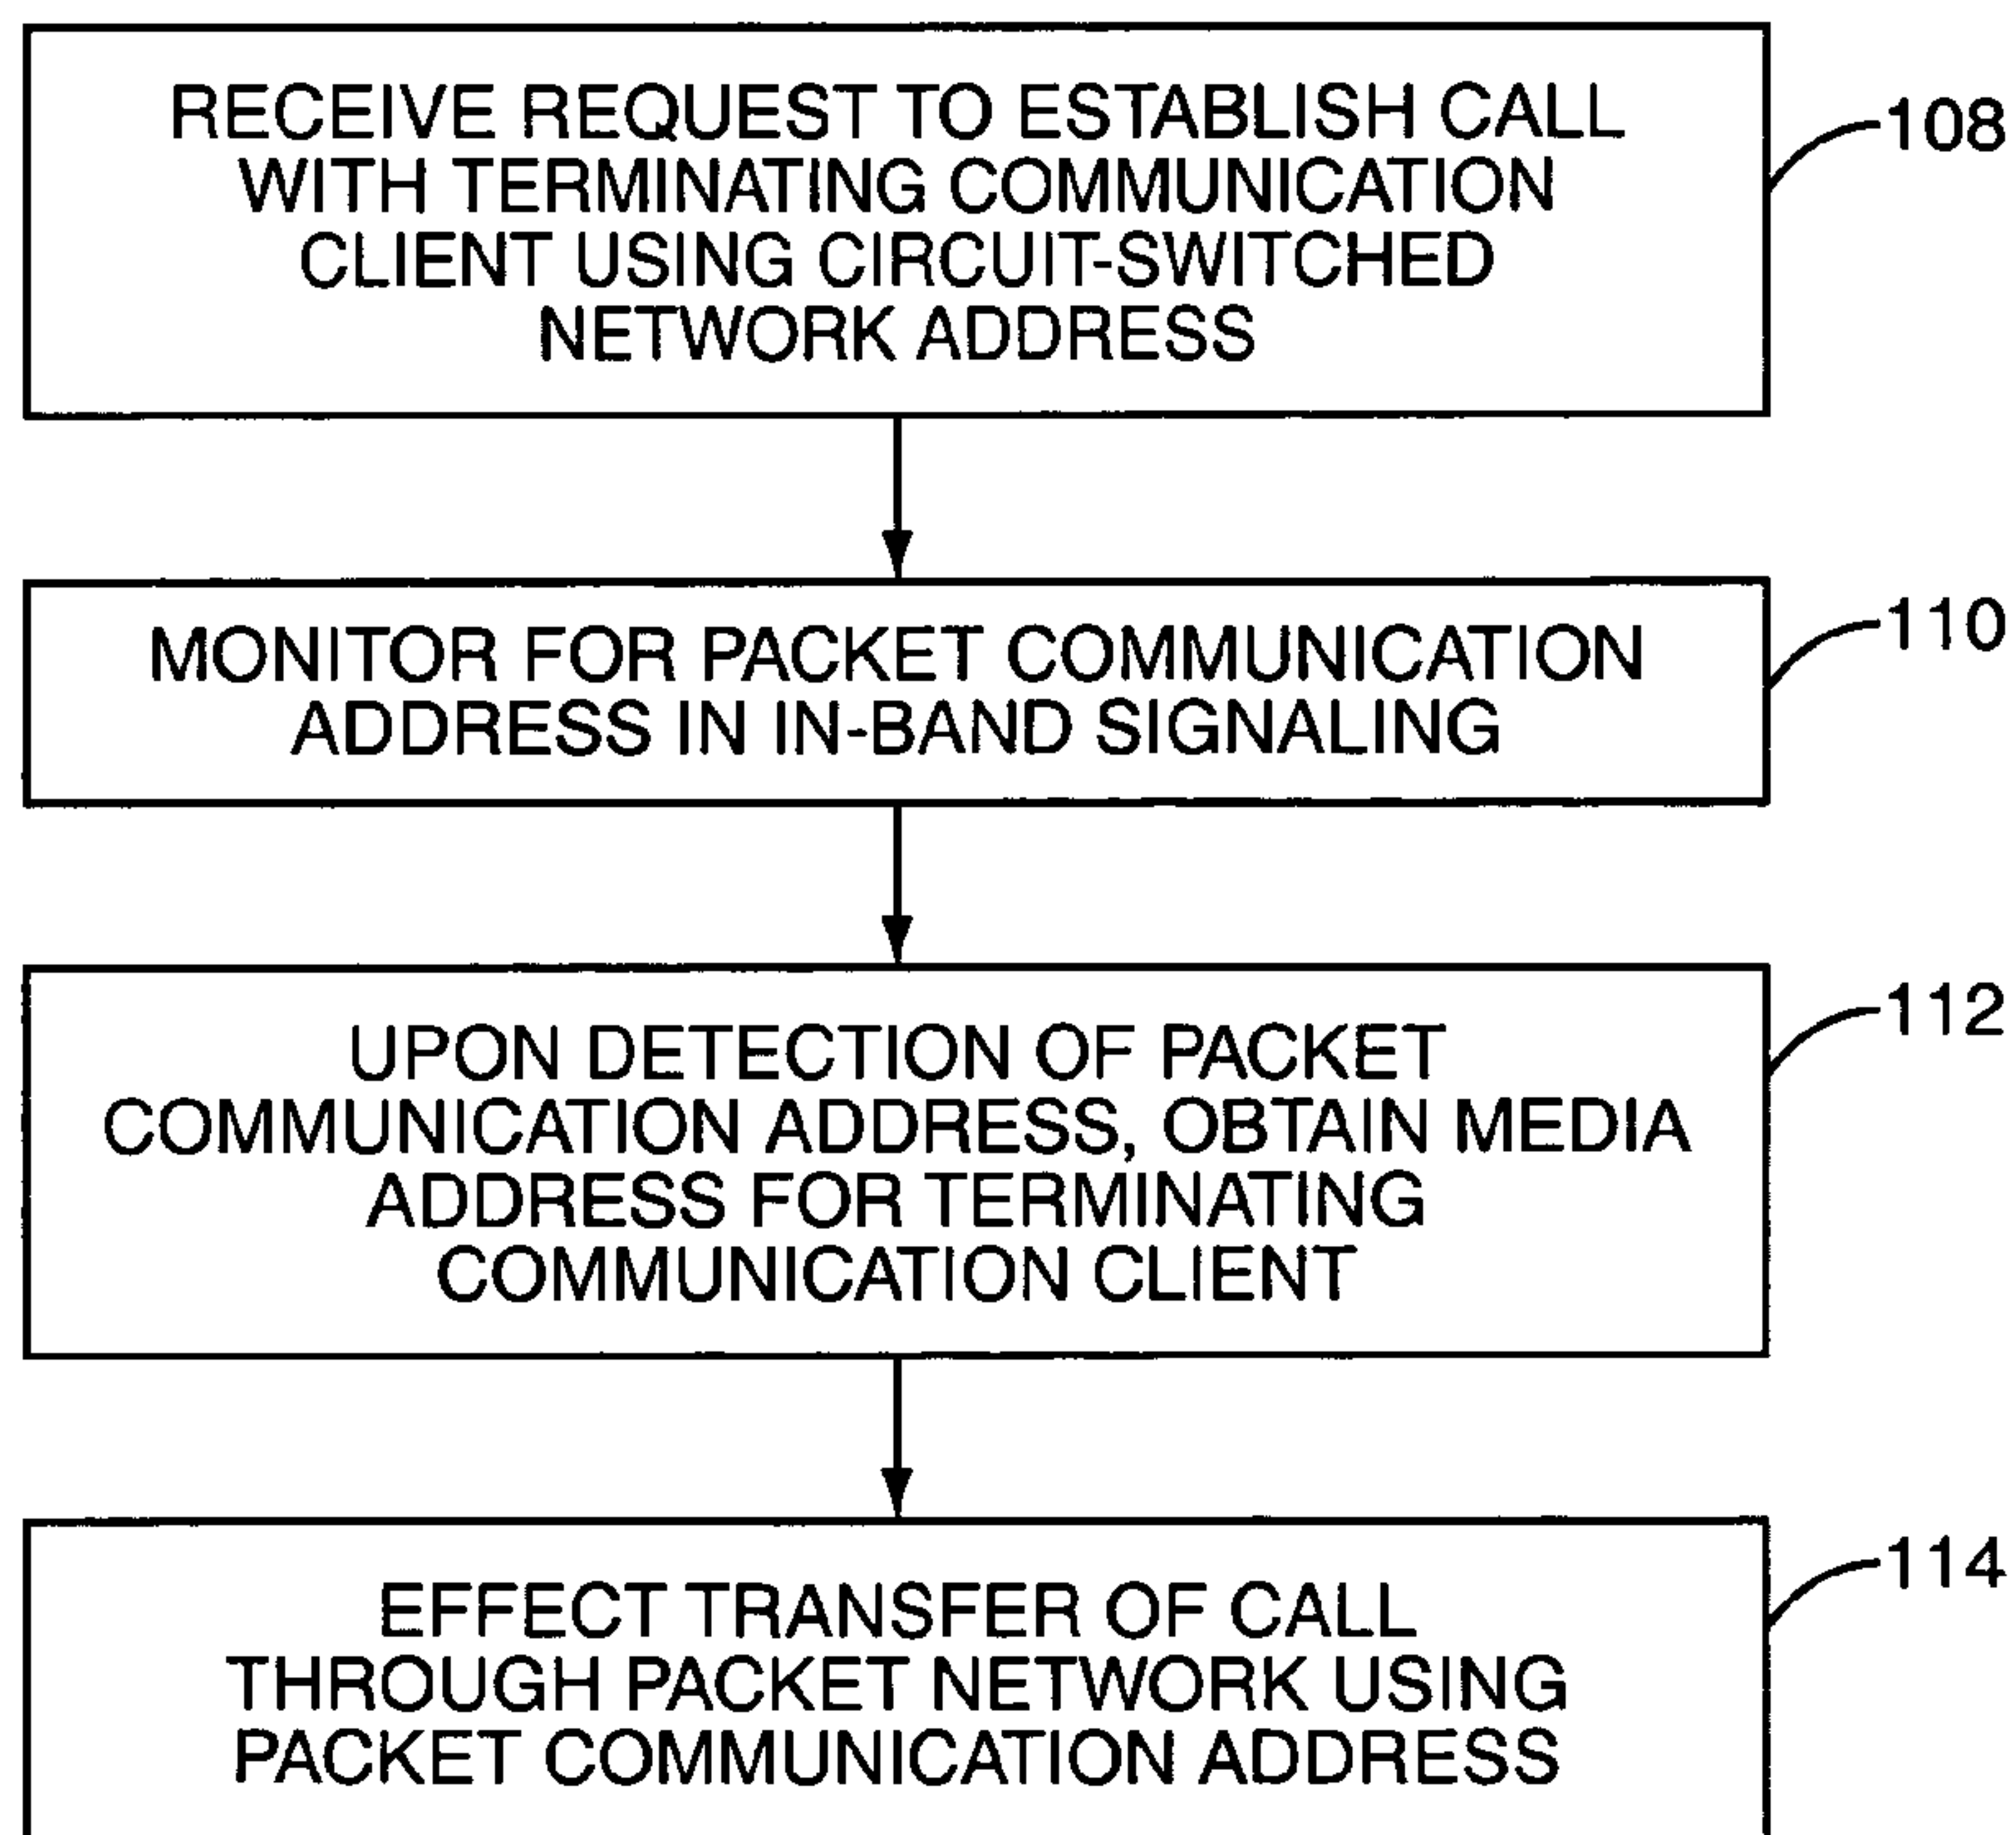 RECEIVE REQUEST TO ESTABLISH CALL
WITH TERMINATING COMMUNICATION
CLIENT USING CIRCUIT-SWITCHED
NETWORK ADDRESS
108
MONITOR FOR PACKET COMMUNICATION
ADDRESS IN IN-BAND SIGNALING
110
UPON DETECTION OF PACKET
COMMUNICATION ADDRESS, OBTAIN MEDIA
ADDRESS FOR TERMINATING
COMMUNICATION CLIENT
112
EFFECT TRANSFER OF CALL
THROUGH PACKET NETWORK USING
PACKET COMMUNICATION ADDRESS
114